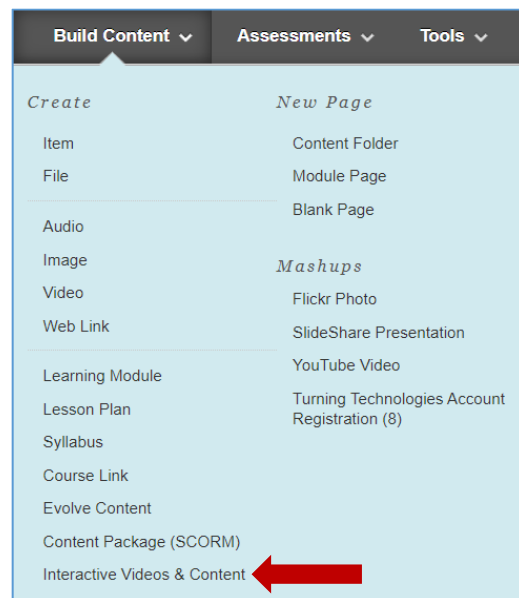 Build Content
Assessments
Tools
Create
Item
File
Audio
Image
Video
Web Link
Learning Module
Lesson Plan
Syllabus
Course Link
Evolve Content
Content Package (SCORM)
Interactive Videos & Content
New Page
Content Folder
Module Page
Blank Page
Mashups
Flickr Photo
SlideShare Presentation
YouTube Video
Turning Technologies Account
Registration (8)